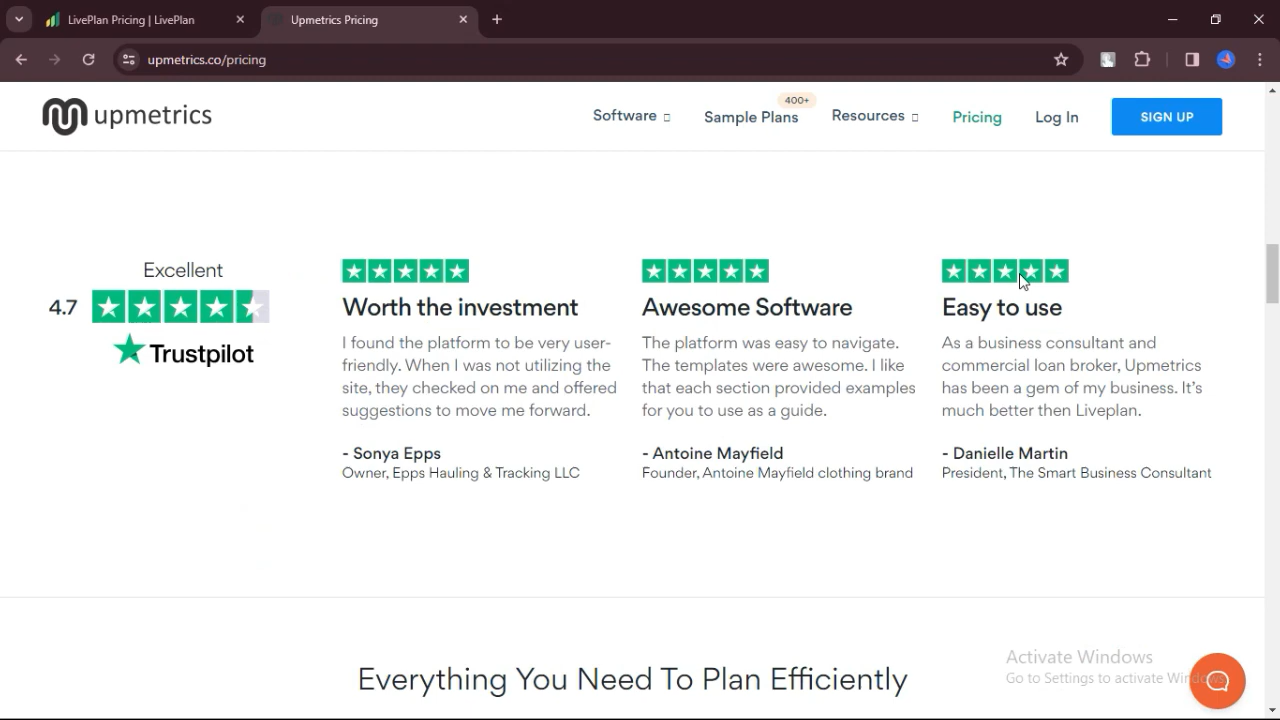 LivePlan Pricing | LivePlan
Upmetrics Pricing
upmetrics.co/pricing
upmetrics
Software
Sample Plans
400+
Resources
Pricing
Log In
SIGN UP
Excellent
4.7
Trustpilot
Worth the investment
I found the platform to be very user-
friendly. When I was not utilizing the
site, they checked on me and offered
suggestions to move me forward.
- Sonya Epps
Owner, Epps Hauling & Tracking LLC
Awesome Software
The platform was easy to navigate.
The templates were awesome. I like
that each section provided examples
for you to use as a guide.
- Antoine Mayfield
Founder, Antoine Mayfield clothing brand
Easy to use
As a business consultant and
commercial loan broker, Upmetrics
has been a gem of my business. It’s
much better then Liveplan.
- Danielle Martin
President, The Smart Business Consultant
Everything You Need To Plan Efficiently
Activate Windows
Go to Settings to activate Windows.